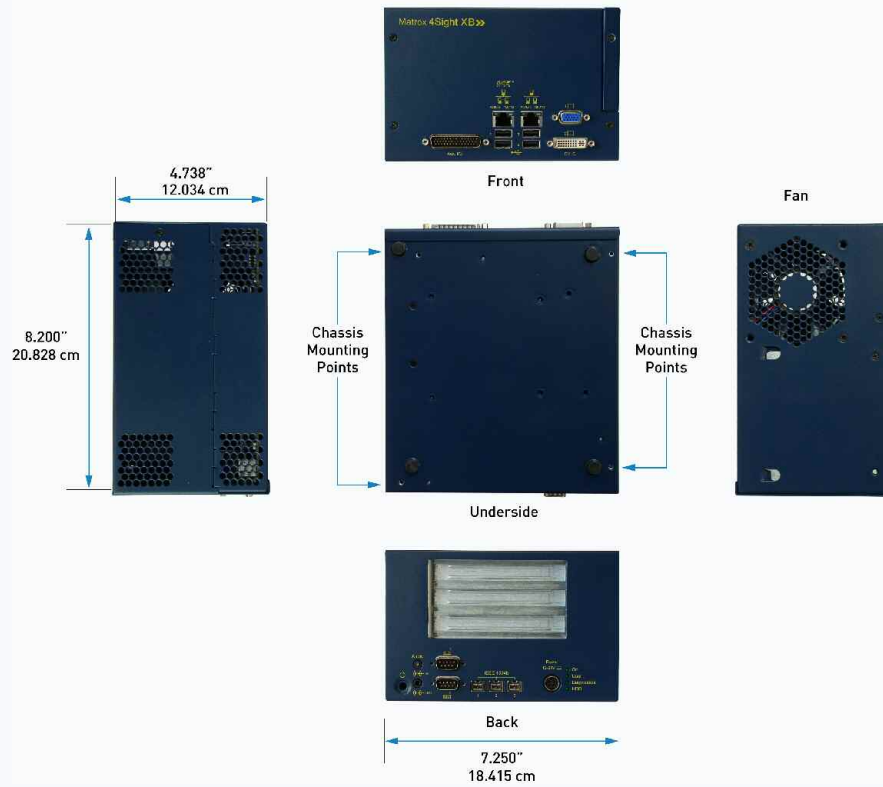 Matrox 4Sight XB
Front
4.738"
12.034 cm
Fan
8.200"
20.828 cm
Chassis
Mounting
Points
Chassis
Mounting
Points
Underside
Back
7.250"
18.415 cm